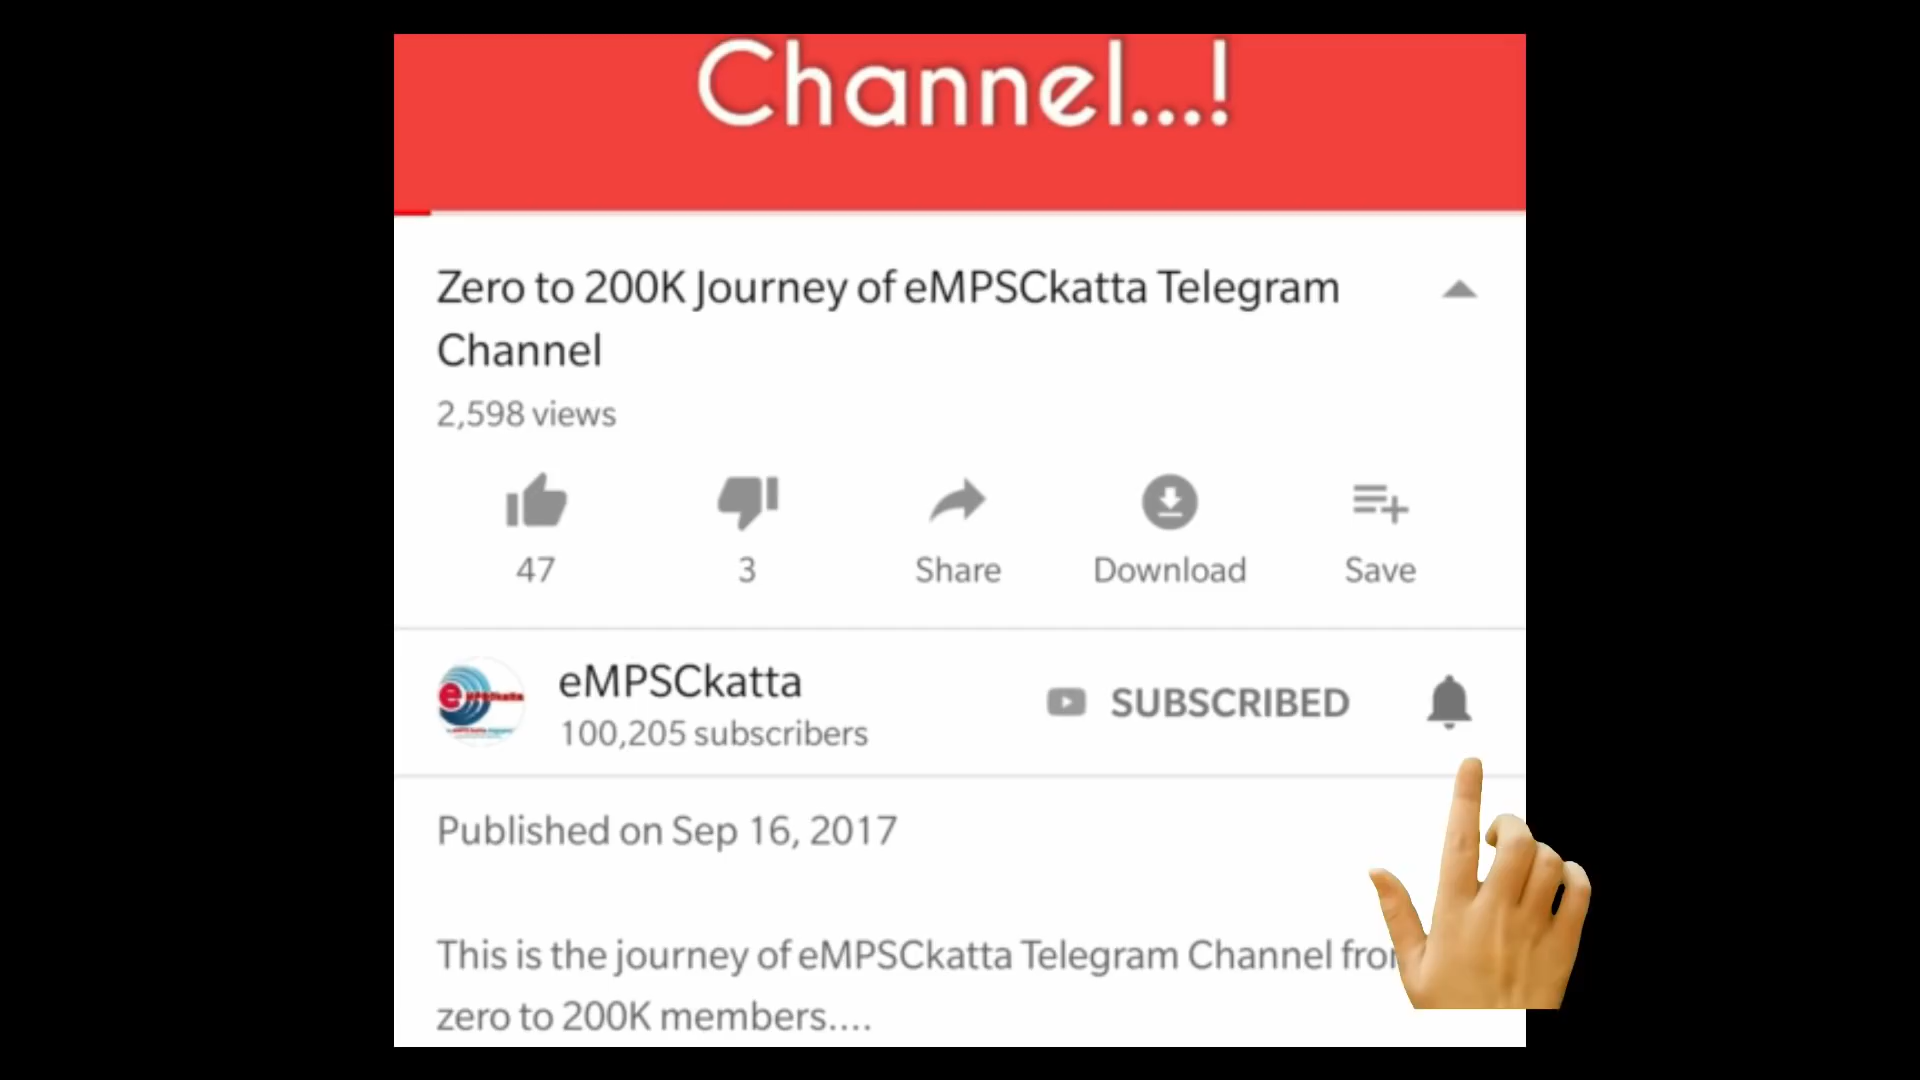 Channel...!
Zero to 200K Journey of eMPSCkatta Telegram
Channel
2,598 views
47
3
Share
Download
Save
eMPSCkatta
100,205 subscribers
SUBSCRIBED
Published on Sep 16, 2017
This is the journey of eMPSCkatta Telegram Channel
zero to 200K members....